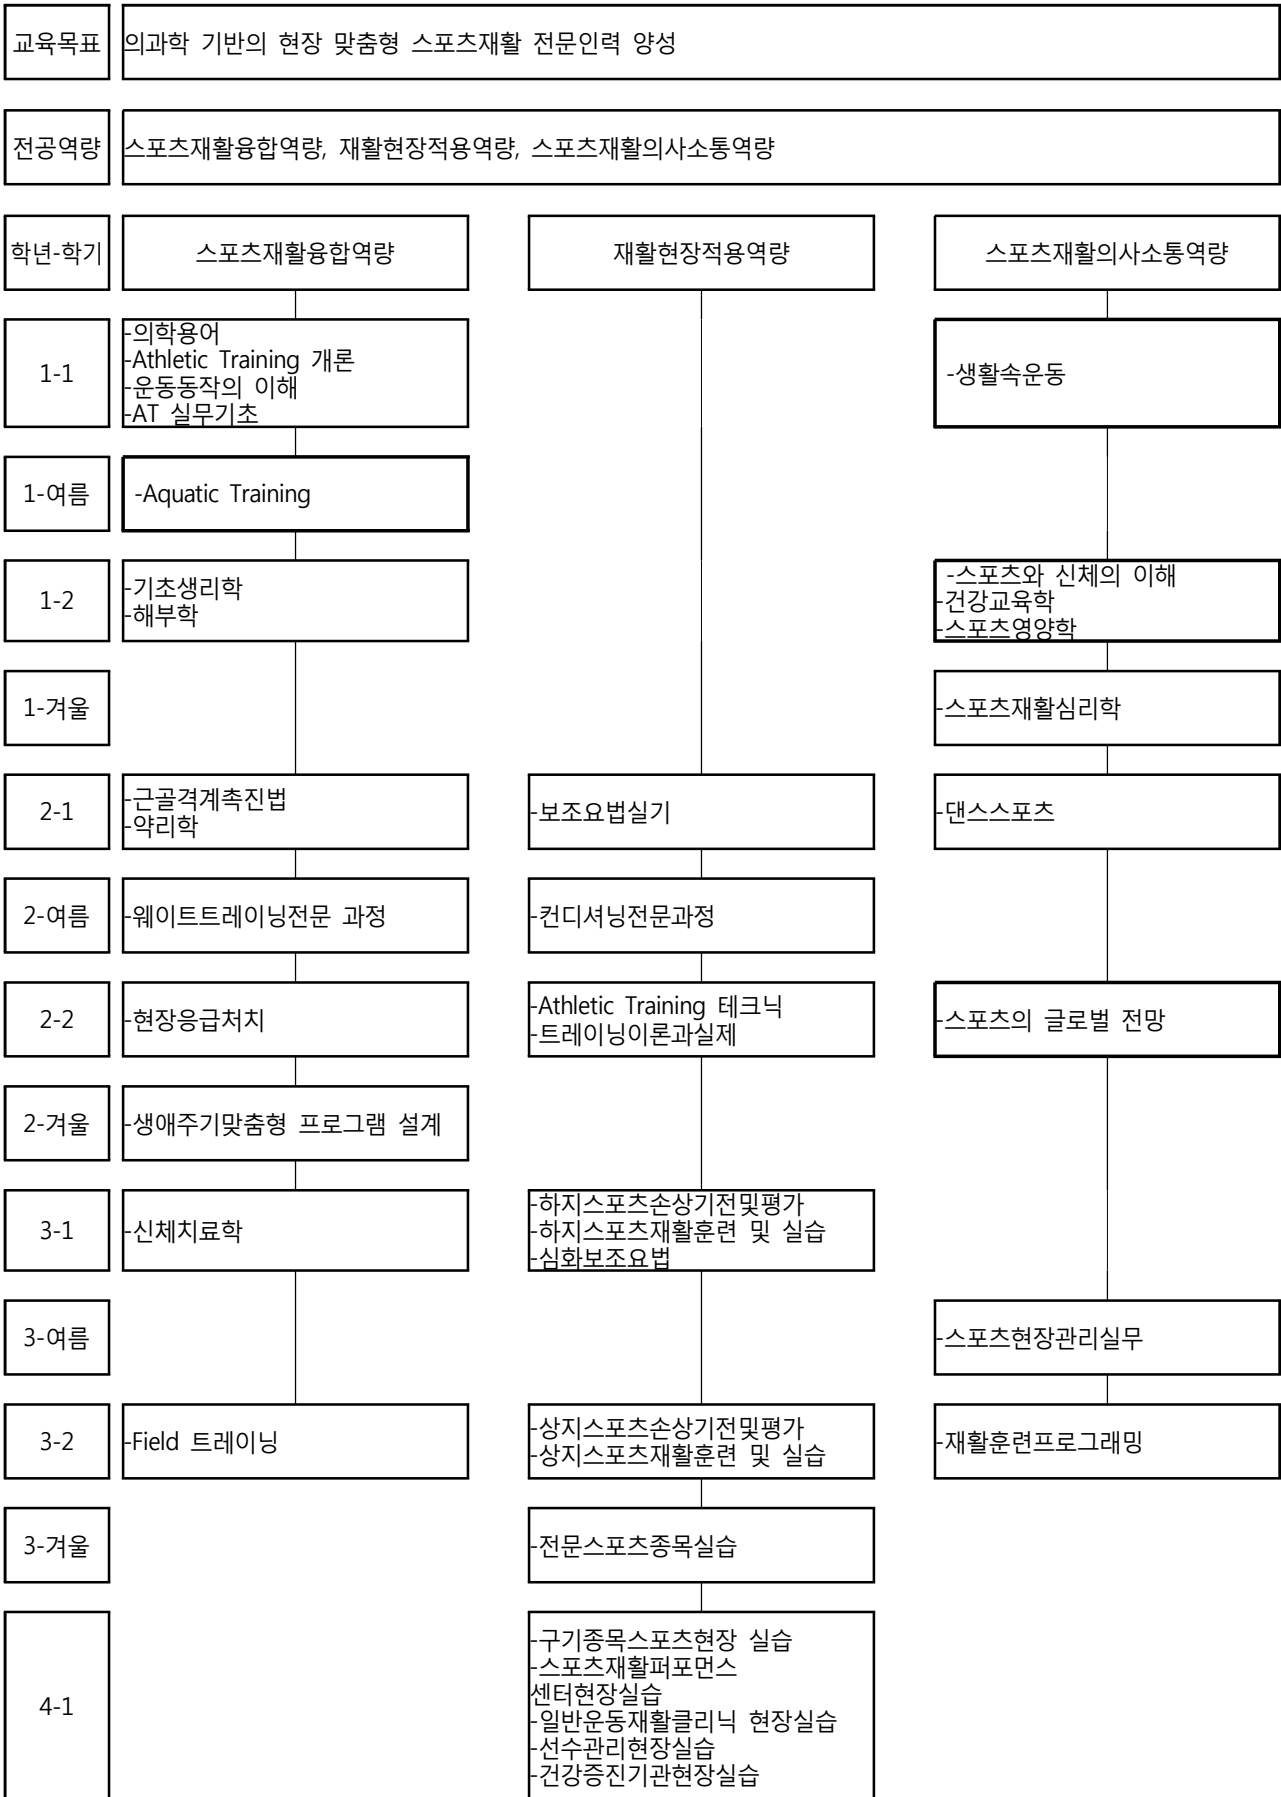 교육목표
의과학 기반의 현장 맞춤형 스포츠재활 전문인력 양성
전공역량
스포츠재활융합역량, 재활현장적용역량, 스포츠재활의사소통역량
학년-학기
스포츠재활융합역량
재활현장적용역량
스포츠재활의사소통역량
1-1
-의학용어
-Athletic Training 개론
-운동동작의 이해
-AT 실무기초
-생활속운동
1-여름
-Aquatic Training
1-2
-기초생리학
-해부학
-스포츠와 신체의 이해
-건강교육학
-스포츠영양학
1-겨울
-스포츠재활심리학
2-1
-근골격계촉진법
-약리학
-보조요법실기
-댄스스포츠
2-여름
-웨이트트레이닝전문 과정
-컨디셔닝전문과정
2-2
-현장응급처치
-Athletic Training 테크닉
-트레이닝이론과실제
-스포츠의 글로벌 전망
2-겨울
-생애주기맞춤형 프로그램 설계
3-1
-신체치료학
-하지스포츠손상기전및평가
-하지스포츠재활훈련 및 실습
-심화보조요법
3-여름
-스포츠현장관리실무
3-2
-Field 트레이닝
-상지스포츠손상기전및평가
-상지스포츠재활훈련 및 실습
-재활훈련프로그래밍
3-겨울
-전문스포츠종목실습
4-1
-구기종목스포츠현장 실습
-스포츠재활퍼포먼스
센터현장실습
-일반운동재활클리닉 현장실습
-선수관리현장실습
-건강증진기관현장실습